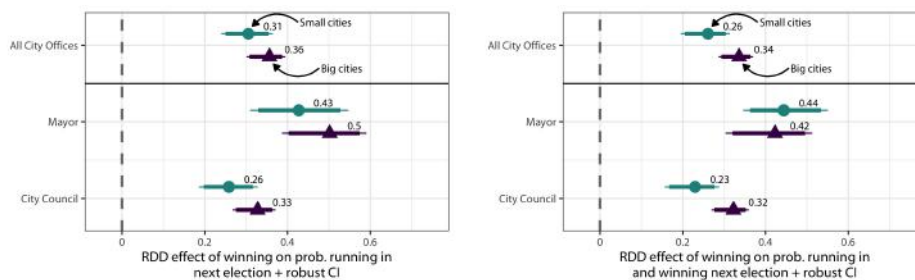 All City Offices
0.31
Small cities
0.36
Big cities
Mayor
0.43
0.5
City Council
0.26
0.33
0
0.2
0.4
0.6
RDD effect of winning on prob. running in
next election + robust CI
All City Offices
0.26
Small cities
0.34
Big cities
Mayor
0.44
0.42
City Council
0.23
0.32
0
0.2
0.4
0.6
RDD effect of winning on prob. running in
and winning next election + robust CI